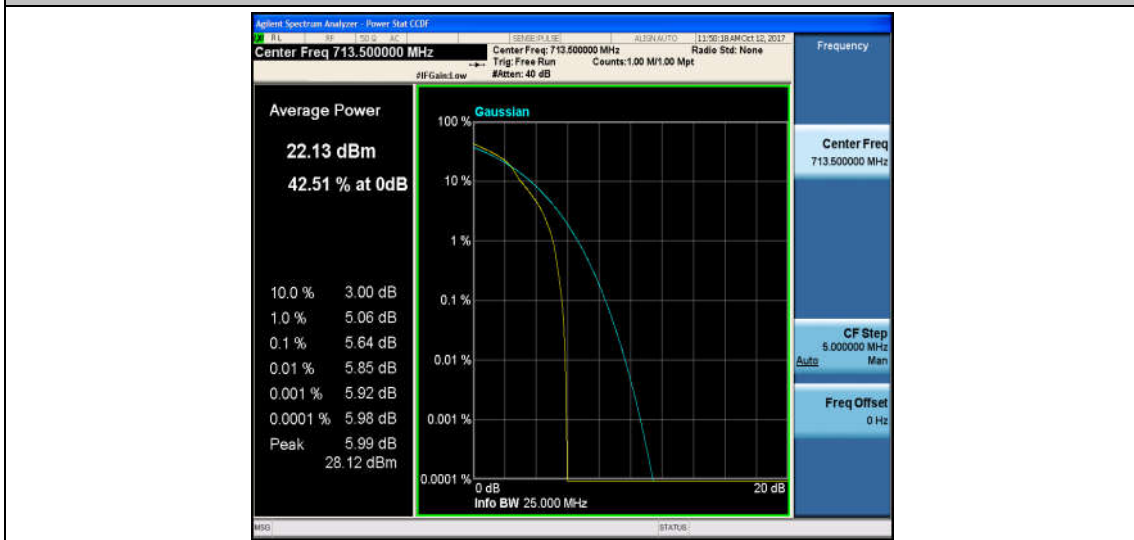 Agilent Spectrum Analyzer - Power Stat CCDF
RL RF 50 Ω AC SENSE:PULSE ALIGN AUTO 11:50:18 AM Oct 12, 2017
Center Freq 713.500000 MHz
Center Freq: 713.500000 MHz Radio Std: None
Trig: Free Run Counts:1.00 M/1.00 Mpt
#IFGain:Low #Atten: 40 dB
Frequency
Average Power
22.13 dBm
42.51 % at 0dB
10.0 % 3.00 dB
1.0 % 5.06 dB
0.1 % 5.64 dB
0.01 % 5.85 dB
0.001 % 5.92 dB
0.0001 % 5.98 dB
Peak 5.99 dB
28.12 dBm
Gaussian
100 %
10 %
1 %
0.1 %
0.01 %
0.001 %
0.0001 %
0 dB 20 dB
Info BW 25.000 MHz
Center Freq
713.500000 MHz
CF Step
5.000000 MHz
Auto Man
Freq Offset
0 Hz
MSG STATUS